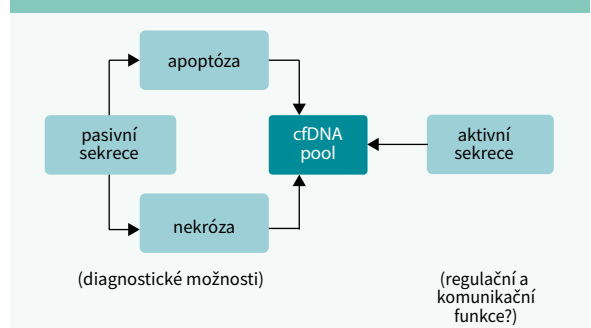 apoptóza
pasivní
sekrece
cfDNA
pool
aktivní
sekrece
nekróza
(diagnostické možnosti)
(regulační a
komunikační
funkce?)